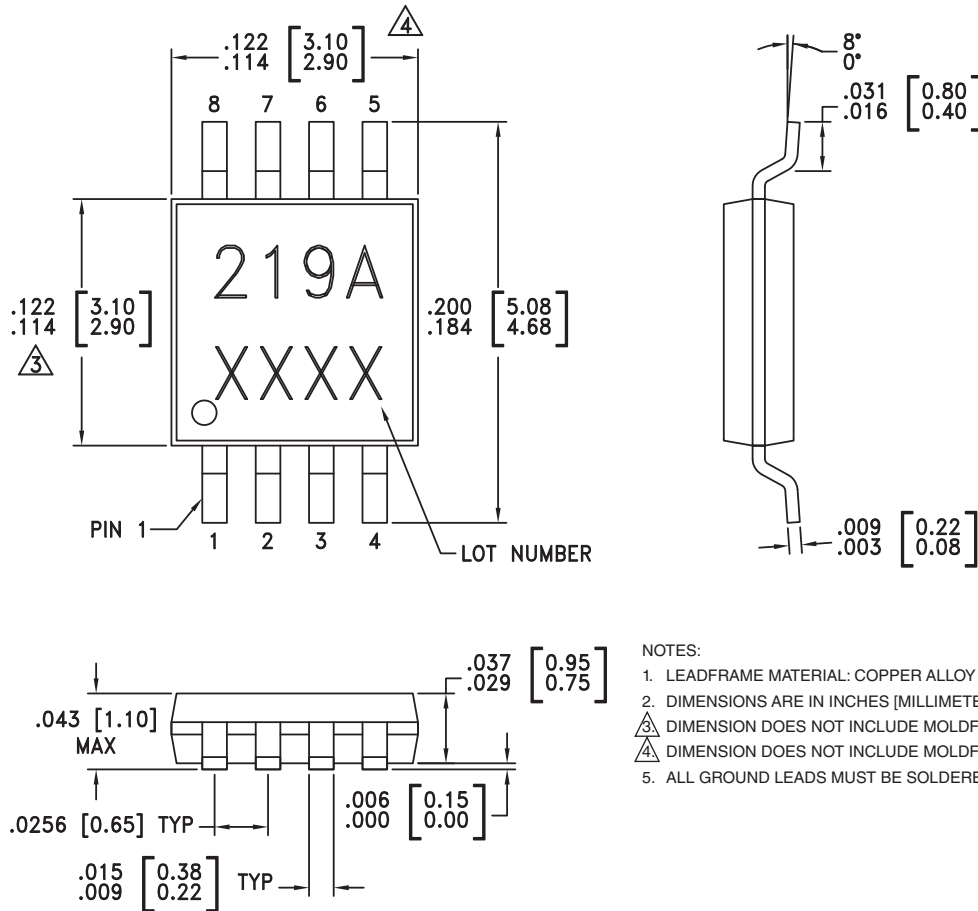 4
.122 [3.10]
.114 [2.90]
8 7 6 5
219A
XXXX
.122 [3.10]
.114 [2.90]
3
.200 [5.08]
.184 [4.68]
PIN 1
1 2 3 4
LOT NUMBER
8°
0°
.031 [0.80]
.016 [0.40]
.009 [0.22]
.003 [0.08]
.043 [1.10]
MAX
.037 [0.95]
.029 [0.75]
.006 [0.15]
.000 [0.00]
.0256 [0.65] TYP
.015 [0.38]
.009 [0.22]
TYP
NOTES:
1. LEADFRAME MATERIAL: COPPER ALLOY
2. DIMENSIONS ARE IN INCHES
3. DIMENSION DOES NOT INCLUDE
4. DIMENSION DOES NOT INCLUDE
5. ALL GROUND LEADS MUST BE